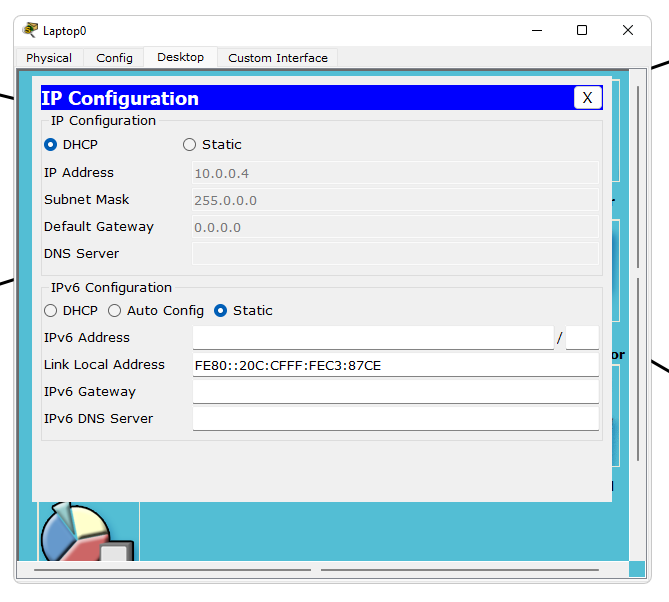 Laptop0
Physical Config Desktop Custom Interface
IP Configuration X
IP Configuration
DHCP Static
IP Address 10.0.0.4
Subnet Mask 255.0.0.0
Default Gateway 0.0.0.0
DNS Server
IPv6 Configuration
DHCP Auto Config Static
IPv6 Address /
Link Local Address FE80::20C:CFFF:FEC3:87CE
IPv6 Gateway
IPv6 DNS Server
or